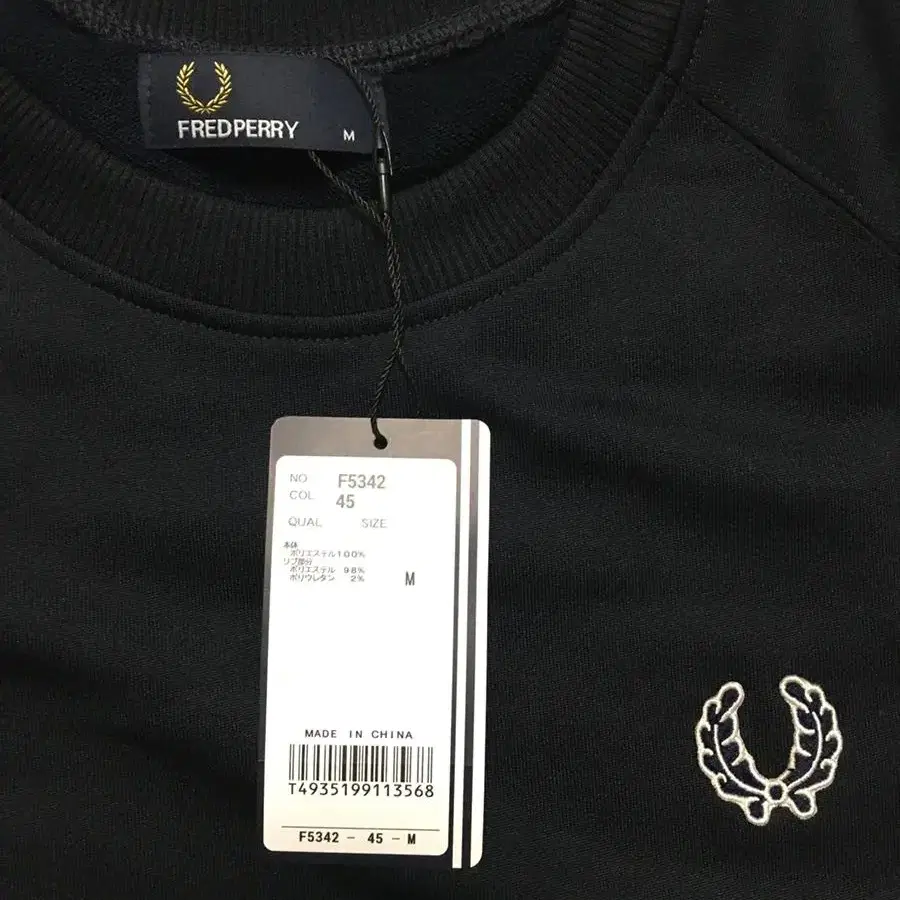 FRED PERRY M
NO F5342
COL 45
QUAL SIZE
本体
ポリエステル100%
リブ部分
ポリエステル 98%
ポリウレタン 2% M
MADE IN CHINA
T4935199113568
F5342 - 45 - M